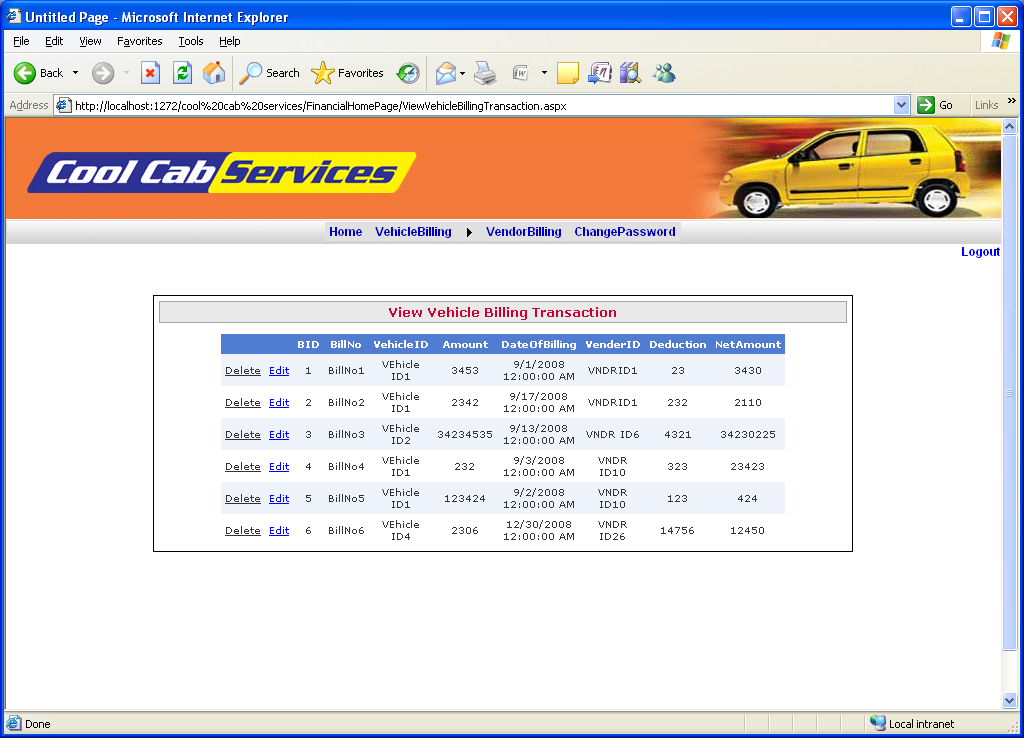 Untitled Page - Microsoft Internet Explorer
File Edit View Favorites Tools Help
Back Search Favorites
Address http://localhost:1272/cool%20cab%20services/FinancialHomePage/ViewVehicleBillingTransaction.aspx Go Links »
Cool Cab Services
Home VehicleBilling VendorBilling ChangePassword
Logout
View Vehicle Billing Transaction
BID BillNo VehicleID Amount DateOfBilling VenderID Deduction NetAmount
Delete Edit 1 BillNo1 VEhicle ID1 3453 9/1/2008 12:00:00 AM VNDRID1 23 3430
Delete Edit 2 BillNo2 VEhicle ID1 2342 9/17/2008 12:00:00 AM VNDRID1 232 2110
Delete Edit 3 BillNo3 VEhicle ID2 34234535 9/13/2008 12:00:00 AM VNDR ID6 4321 34230225
Delete Edit 4 BillNo4 VEhicle ID1 232 9/3/2008 12:00:00 AM VNDR ID10 323 23423
Delete Edit 5 BillNo5 VEhicle ID1 123424 9/2/2008 12:00:00 AM VNDR ID10 123 424
Delete Edit 6 BillNo6 VEhicle ID4 2306 12/30/2008 12:00:00 AM VNDR ID26 14756 12450
Done Local intranet